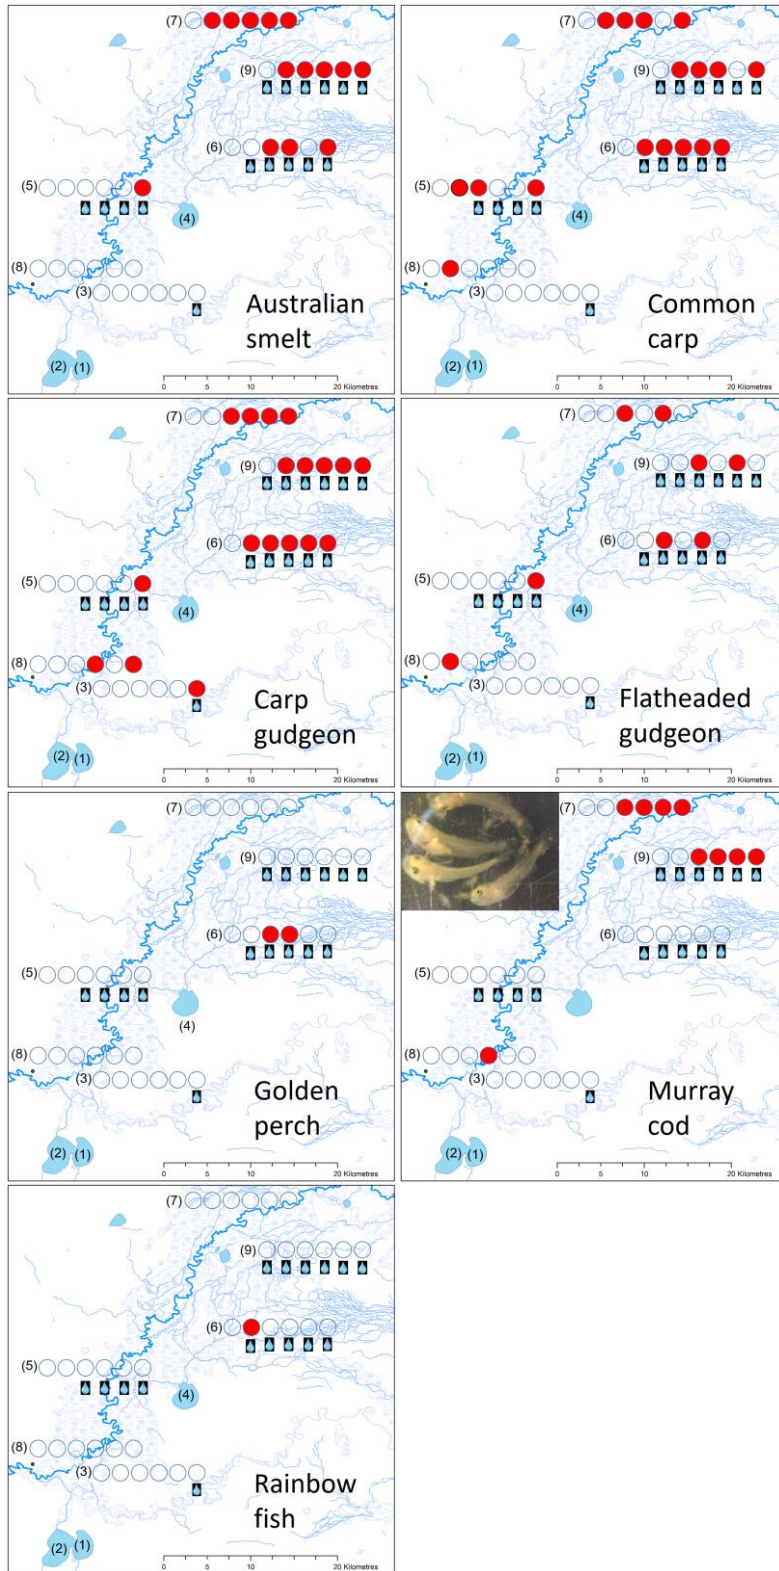 (7)
(9)
(6)
(5)
(4)
(8)
(3)
Australian
smelt
(2) (1)
0 5 10 20 Kilometres
(7)
(9)
(6)
(5)
(4)
(8)
(3)
Common
carp
(2) (1)
0 5 10 20 Kilometres
(7)
(9)
(6)
(5)
(4)
(8)
(3)
Carp
gudgeon
(2) (1)
0 5 10 20 Kilometres
(7)
(9)
(6)
(5)
(4)
(8)
(3)
Flatheaded
gudgeon
(2) (1)
0 5 10 20 Kilometres
(7)
(9)
(6)
(5)
(4)
(8)
(3)
Golden
perch
(2) (1)
0 5 10 20 Kilometres
(7)
(9)
(6)
(5)
(8)
(3)
Murray
cod
(2) (1)
0 5 10 20 Kilometres
(7)
(9)
(6)
(5)
(4)
(8)
(3)
Rainbow
fish
(2) (1)
0 5 10 20 Kilometres